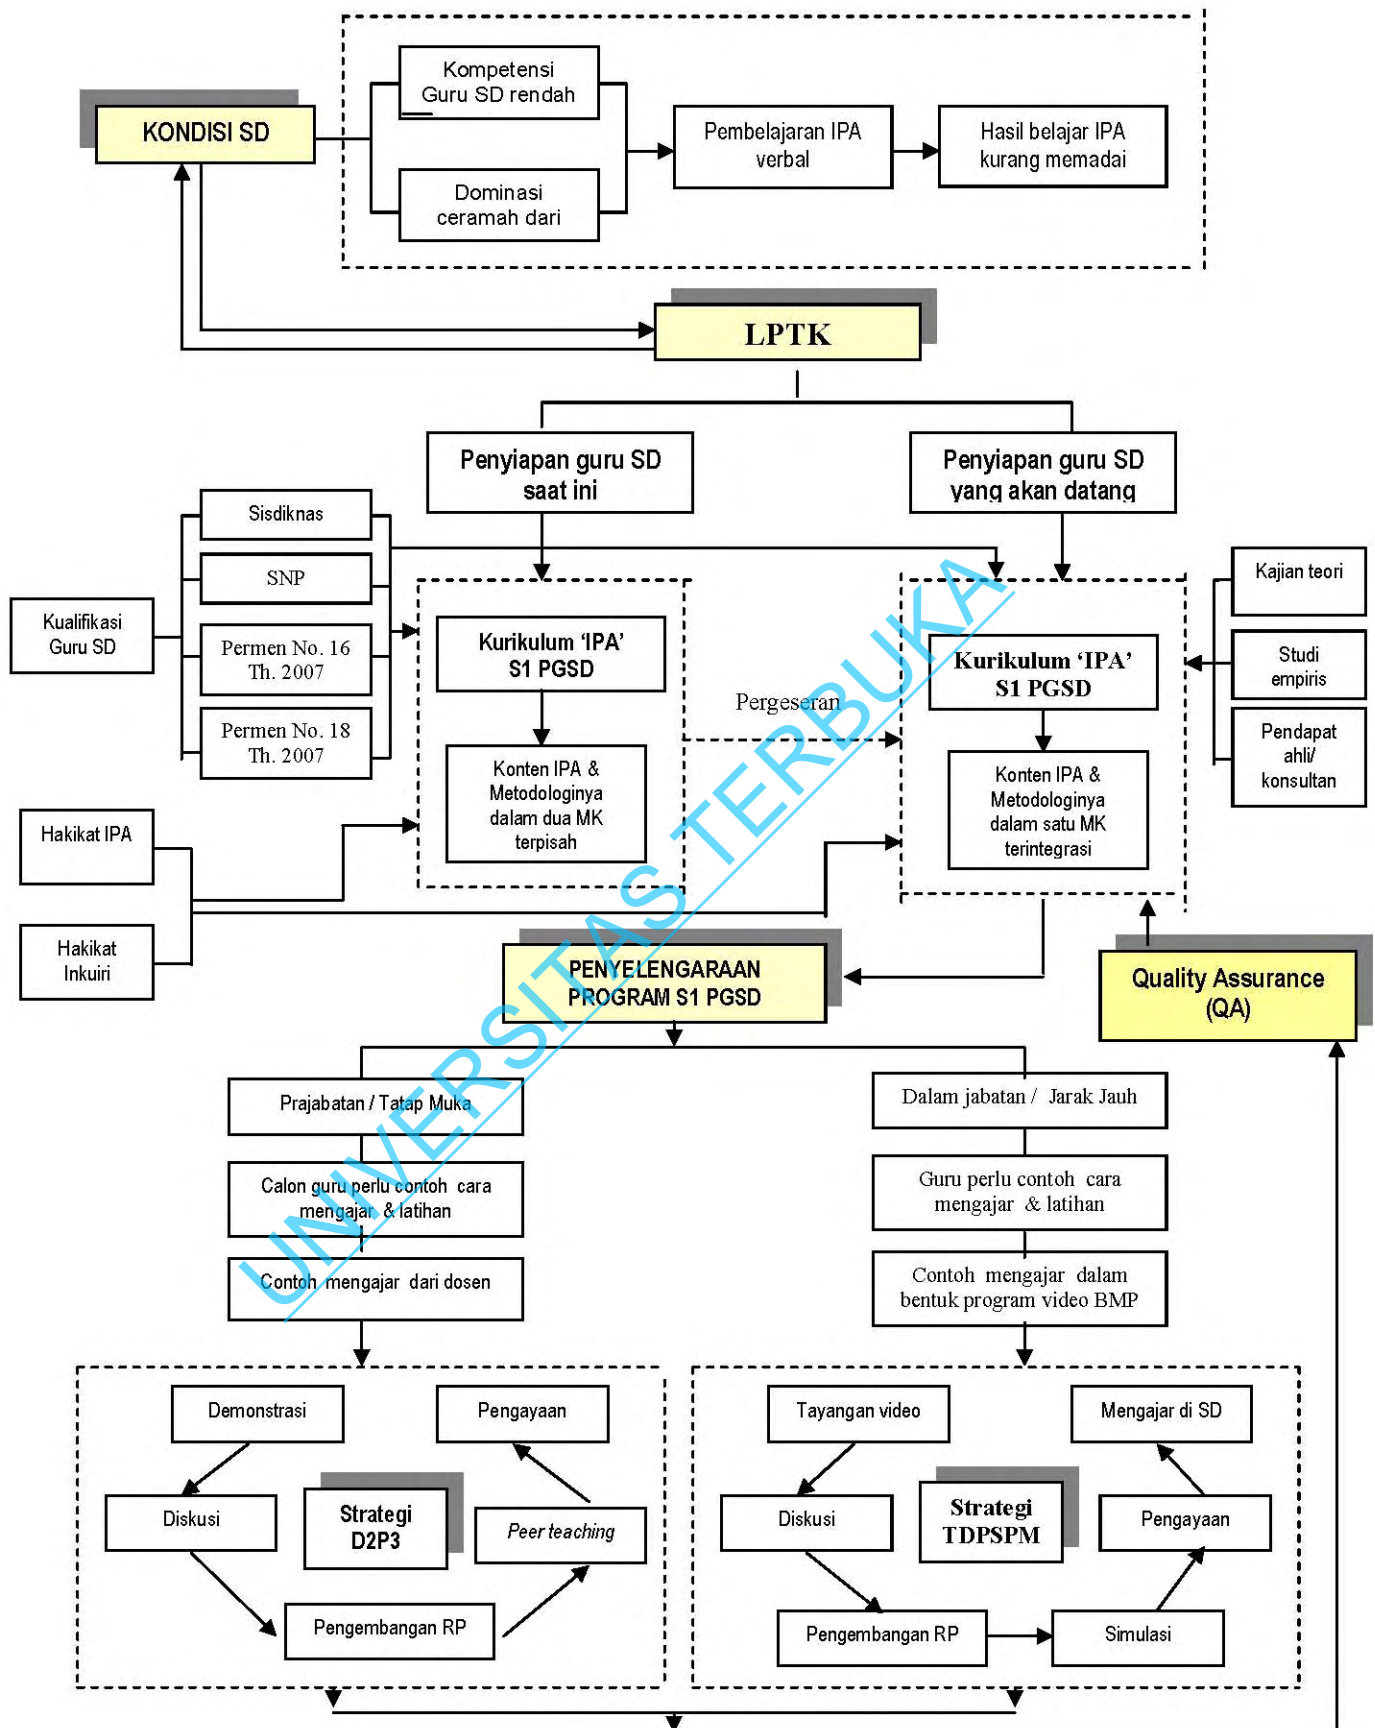 Kompetensi
Guru SD rendah
KONDISI SD
Pembelajaran IPA
verbal
Hasil belajar IPA
kurang memadai
Dominasi
ceramah dari
LPTK
Penyiapan guru SD
saat ini
Penyiapan guru SD
yang akan datang
Sisdiknas
SNP
Permen No. 16
Th. 2007
Permen No. 18
Th. 2007
Kualifikasi
Guru SD
Kurikulum ‘IPA’
S1 PGSD
Konten IPA &
Metodologinya
dalam dua MK
terpisah
Pergeseran
Kurikulum ‘IPA’
S1 PGSD
Konten IPA &
Metodologinya
dalam satu MK
terintegrasi
Kajian teori
Studi
empiris
Pendapat
ahli/
konsultan
Hakikat IPA
Hakikat
Inkuiri
PENYELENGARAAN
PROGRAM S1 PGSD
Quality Assurance
(QA)
Prajabatan / Tatap Muka
Calon guru perlu contoh cara
mengajar & latihan
Contoh mengajar dari dosen
Dalam jabatan / Jarak Jauh
Guru perlu contoh cara
mengajar & latihan
Contoh mengajar dalam
bentuk program video BMP
Demonstrasi
Pengayaan
Diskusi
Strategi
D2P3
Peer teaching
Pengembangan RP
Tayangan video
Mengajar di SD
Diskusi
Strategi
TDPSPM
Pengayaan
Pengembangan RP
Simulasi
UNIVERSITAS TERBUKA